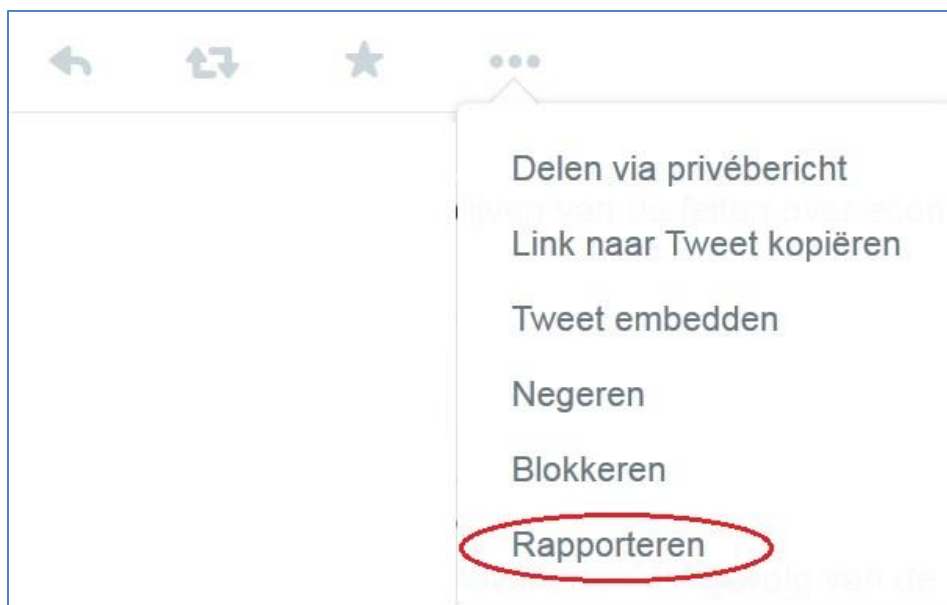 Delen via privébericht
Link naar Tweet kopiëren
Tweet embedden
Negeren
Blokkeren
Rapporteren